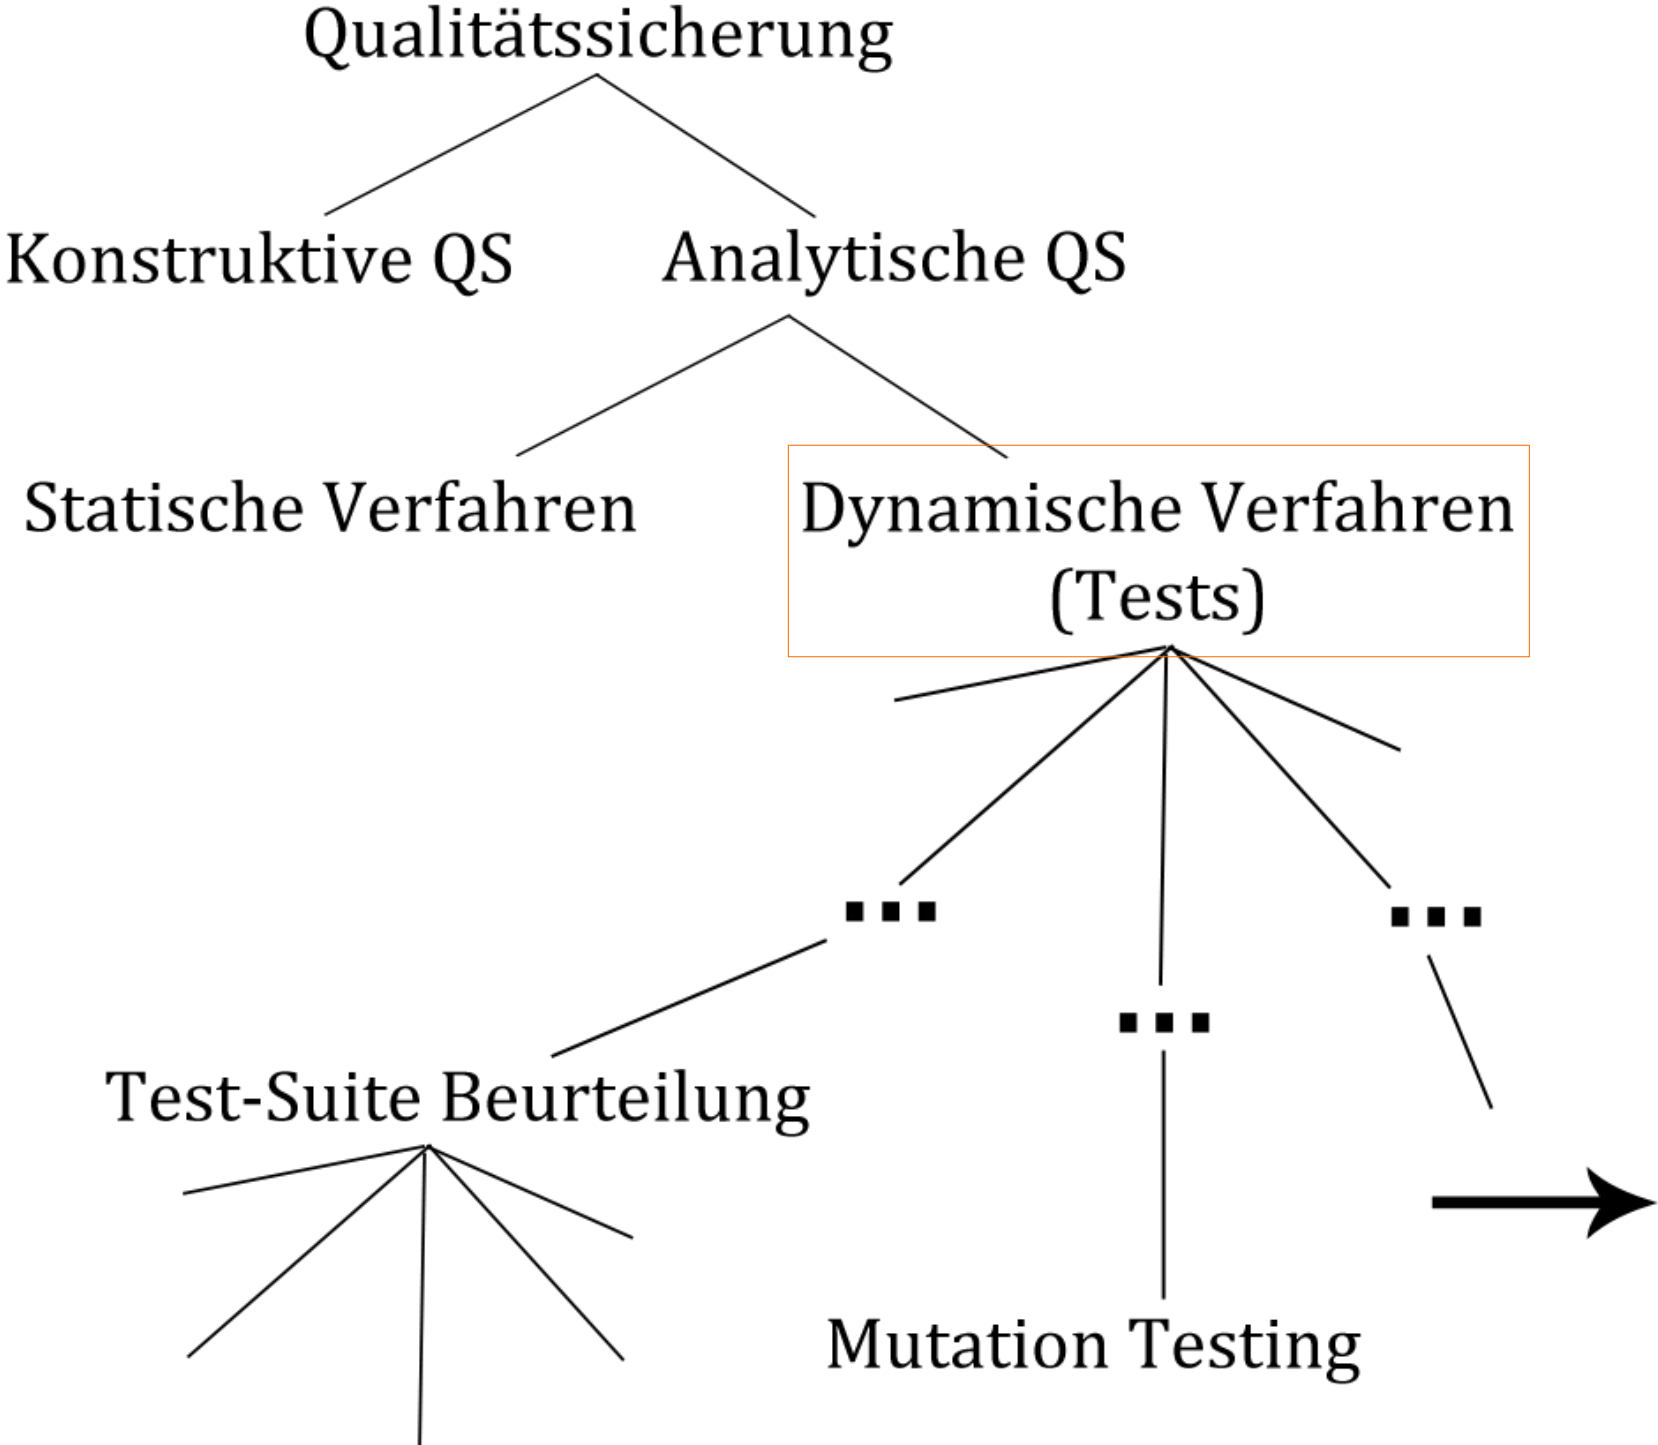 Qualitätssicherung
Konstruktive QS
Analytische QS
Statische Verfahren
Dynamische Verfahren
(Tests)
...
...
...
Test-Suite Beurteilung
Mutation Testing